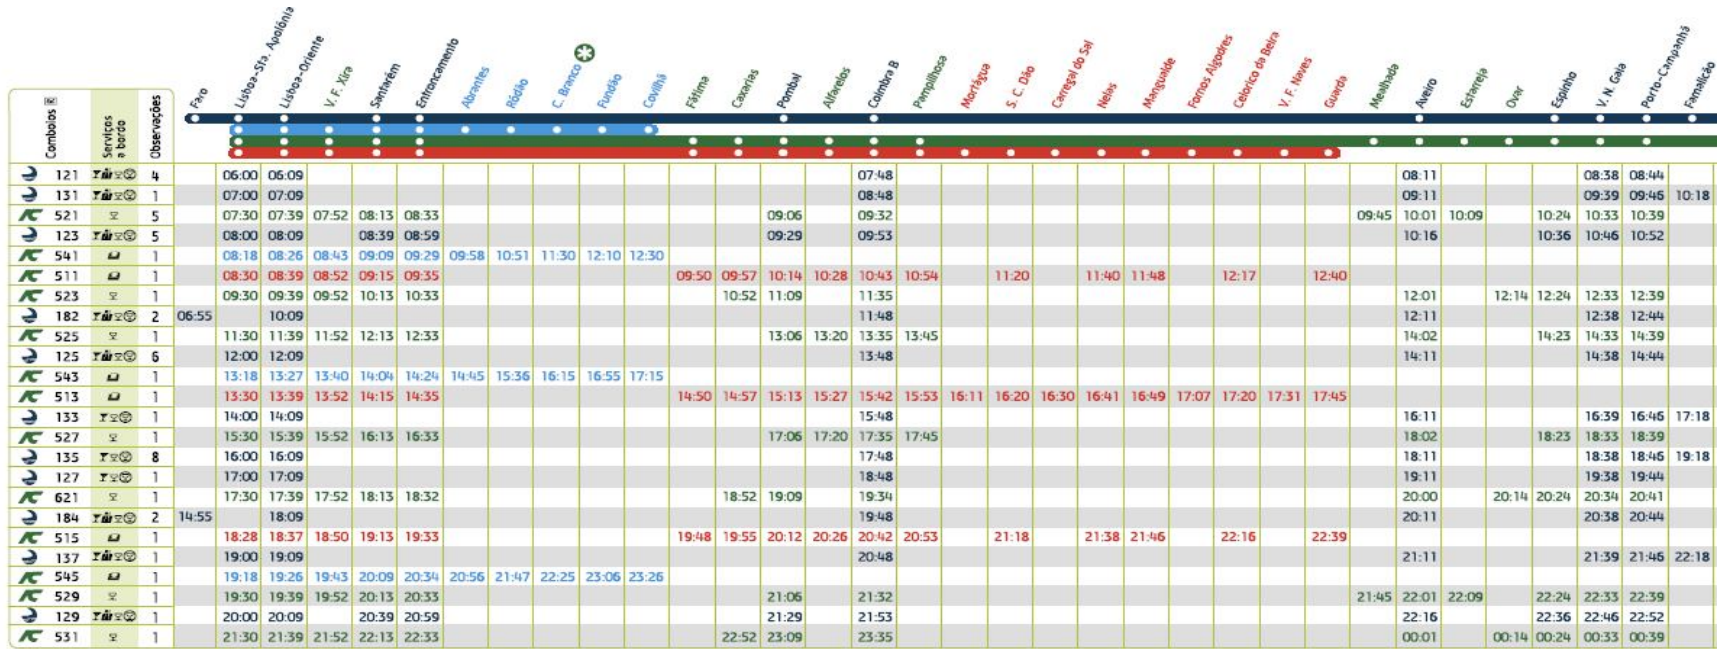 Comboios Serviços a bordo Observações Faro Lisboa-Sta. Apolónia Lisboa-Oriente V. F. Xira Santarém Entroncamento Abrantes Ródão C. Branco Fundão Covilhã Fátima Caxarias Pombal Alfarelos Coimbra B Pampilhosa Mortágua S. C. Dão Carregal do Sal Nelas Mangualde Fornos Algodres Celorico da Beira V. F. Naves Guarda Mealhada Aveiro Estarreja Ovar Espinho V. N. Gaia Porto-Campanhã Famalicão
121 4 06:00 06:09 07:48 08:11 08:38 08:44
131 1 07:00 07:09 08:48 09:11 09:39 09:46 10:18
521 5 07:30 07:39 07:52 08:13 08:33 09:06 09:32 09:45 10:01 10:09 10:24 10:33 10:39
123 5 08:00 08:09 08:39 08:59 09:29 09:53 10:16 10:36 10:46 10:52
541 1 08:18 08:26 08:43 09:09 09:29 09:58 10:51 11:30 12:10 12:30
511 1 08:30 08:39 08:52 09:15 09:35 09:50 09:57 10:14 10:28 10:43 10:54 11:20 11:40 11:48 12:17 12:40
523 1 09:30 09:39 09:52 10:13 10:33 10:52 11:09 11:35 12:01 12:14 12:24 12:33 12:39
182 2 06:55 10:09 11:48 12:11 12:38 12:44
525 1 11:30 11:39 11:52 12:13 12:33 13:06 13:20 13:35 13:45 14:02 14:23 14:33 14:39
125 6 12:00 12:09 13:48 14:11 14:38 14:44
543 1 13:18 13:27 13:40 14:04 14:24 14:45 15:36 16:15 16:55 17:15
513 1 13:30 13:39 13:52 14:15 14:35 14:50 14:57 15:13 15:27 15:42 15:53 16:11 16:20 16:30 16:41 16:49 17:07 17:20 17:31 17:45
133 1 14:00 14:09 15:48 16:11 16:39 16:46 17:18
527 1 15:30 15:39 15:52 16:13 16:33 17:06 17:20 17:35 17:45 18:02 18:23 18:33 18:39
135 8 16:00 16:09 17:48 18:11 18:38 18:46 19:18
127 1 17:00 17:09 18:48 19:11 19:38 19:44
621 1 17:30 17:39 17:52 18:13 18:32 18:52 19:09 19:34 20:00 20:14 20:24 20:34 20:41
184 2 14:55 18:09 19:48 20:11 20:38 20:44
515 1 18:28 18:37 18:50 19:13 19:33 19:48 19:55 20:12 20:26 20:42 20:53 21:18 21:38 21:46 22:16 22:39
137 1 19:00 19:09 20:48 21:11 21:39 21:46 22:18
545 1 19:18 19:26 19:43 20:09 20:34 20:56 21:47 22:25 23:06 23:26
529 1 19:30 19:39 19:52 20:13 20:33 21:06 21:32 21:45 22:01 22:09 22:24 22:33 22:39
129 1 20:00 20:09 20:39 20:59 21:29 21:53 22:16 22:36 22:46 22:52
531 1 21:30 21:39 21:52 22:13 22:33 22:52 23:09 23:35 00:01 00:14 00:24 00:33 00:39